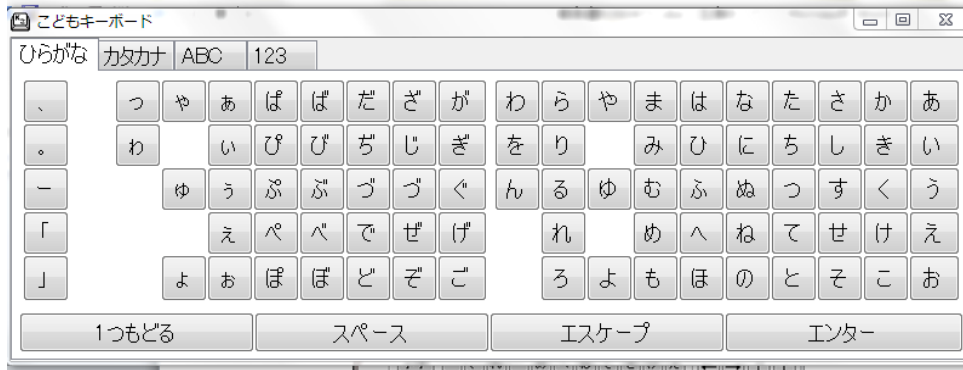 こどもキーボード
ひらがな カタカナ ABC 123
、 っ ゃ ぁ ぱ ば だ ざ が わ ら や ま は な た さ か あ
。 ゎ ぃ ぴ び ぢ じ ぎ を り み ひ に ち し き い
ー ゅ ぅ ぷ ぶ づ づ ぐ ん る ゆ む ふ ぬ つ す く う
「 ぇ ぺ べ で ぜ げ れ め へ ね て せ け え
」 ょ ぉ ぽ ぼ ど ぞ ご ろ よ も ほ の と そ こ お
1つもどる スペース エスケープ エンター